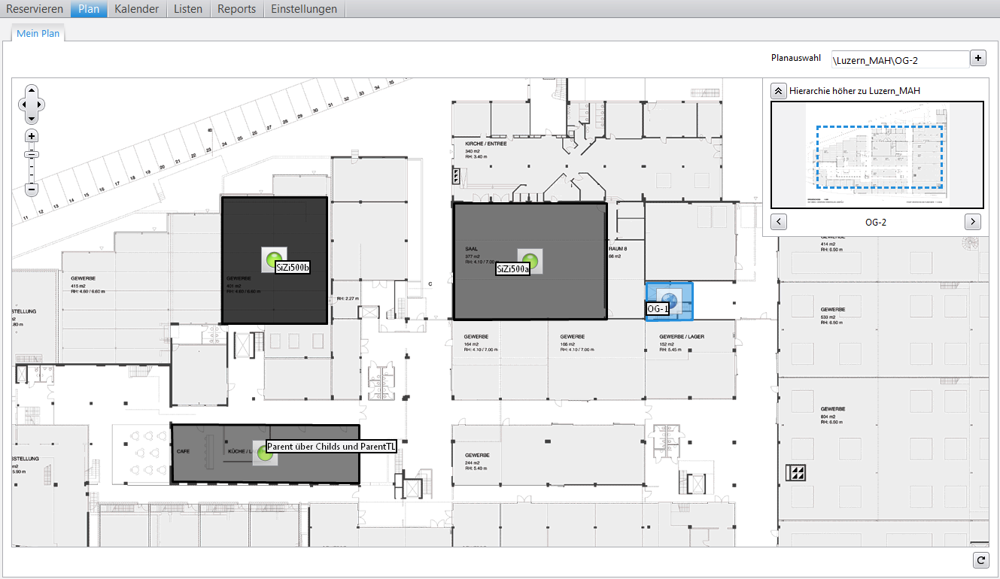 Reservieren Plan Kalender Listen Reports Einstellungen
Mein Plan
Planauswahl \Luzern_MAH\OG-2
Hierarchie höher zu Luzern_MAH
OG-2
11 12 13 14 15 16 17 18 19 20 21 22 23 24 25 26 27 28 29 30 31 32 33 34 35
KIRCHE / ENTREE
340 m2
RH: 3.40 m
SiZi500b
GEWERBE
401 m2
RH: 4.60 / 6.60 m
GEWERBE
415 m2
RH: 4.60 / 6.60 m
SAAL
377 m2
RH: 4.10 / 7.00
SiZi500a
RAUM 8
66 m2
414 m2
RH: 6.50 m
C
RH: 2.27 m
OG-1
STELLUNG
m2
.80 m
GEWERBE
533 m2
RH: 6.50 m
GEWERBE
164 m2
RH: 4.10 / 7.00 m
GEWERBE
166 m2
RH: 4.10 / 7.00 m
GEWERBE / LAGER
152 m2
RH: 5.45 m
GEWERBE
804 m2
RH: 6.50 m
Parent über Childs und ParentTL
CAFE
KÜCHE / L
STELLUNG
m2
5.90 m
GEWERBE
244 m2
RH: 5.40 m